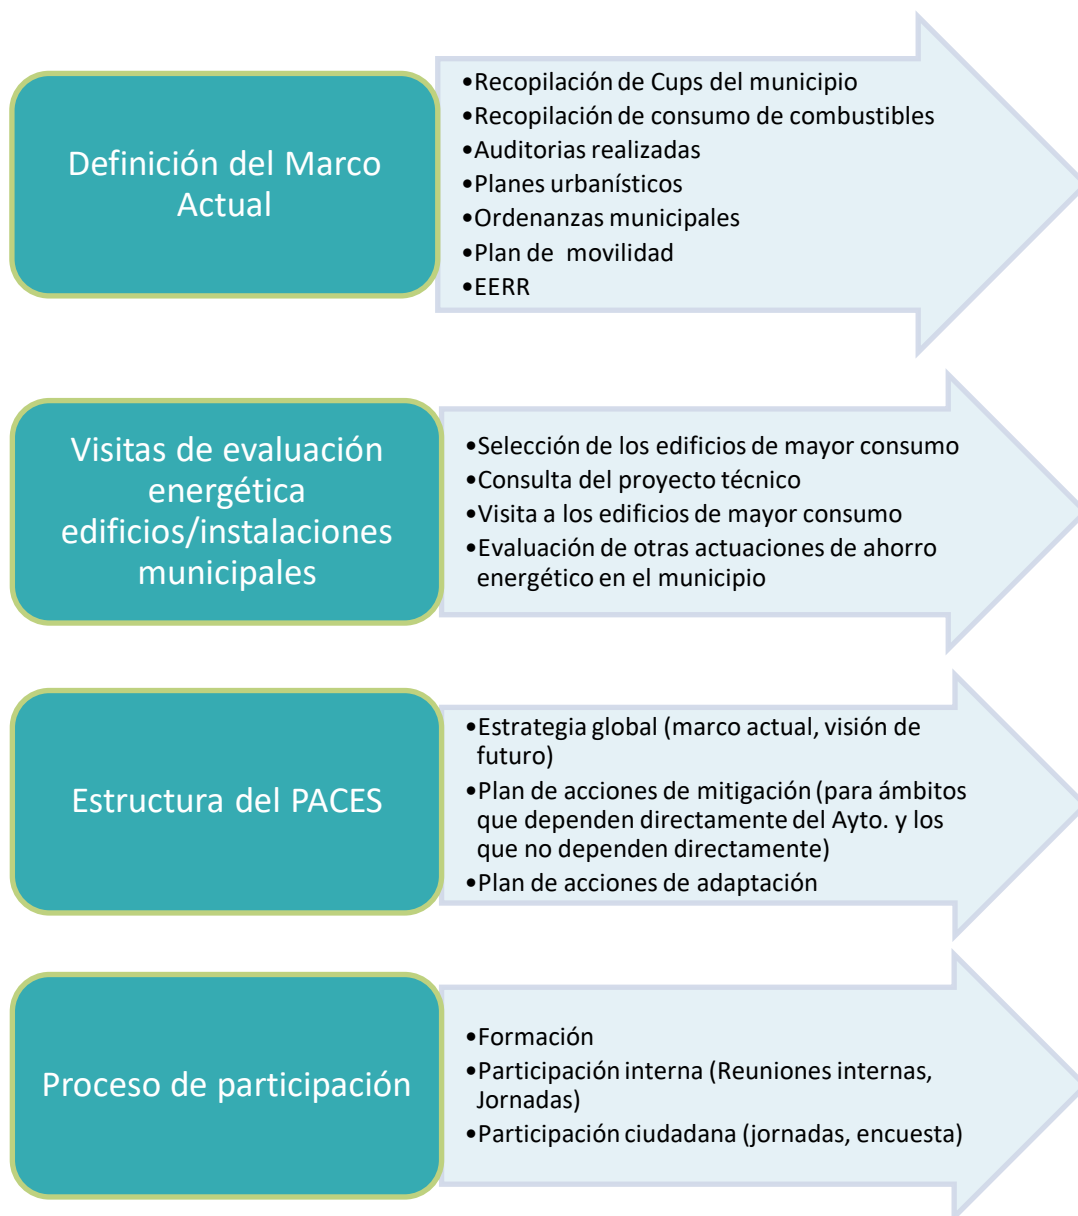 Definición del Marco
Actual
•Recopilación de Cups del municipio
•Recopilación de consumo de combustibles
•Auditorias realizadas
•Planes urbanísticos
•Ordenanzas municipales
•Plan de movilidad
•EERR
Visitas de evaluación
energética
edificios/instalaciones
municipales
•Selección de los edificios de mayor consumo
•Consulta del proyecto técnico
•Visita a los edificios de mayor consumo
•Evaluación de otras actuaciones de ahorro
energético en el municipio
Estructura del PACES
•Estrategia global (marco actual, visión de
futuro)
•Plan de acciones de mitigación (para ámbitos
que dependen directamente del Ayto. y los
que no dependen directamente)
•Plan de acciones de adaptación
Proceso de participación
•Formación
•Participación interna (Reuniones internas,
Jornadas)
•Participación ciudadana (jornadas, encuesta)